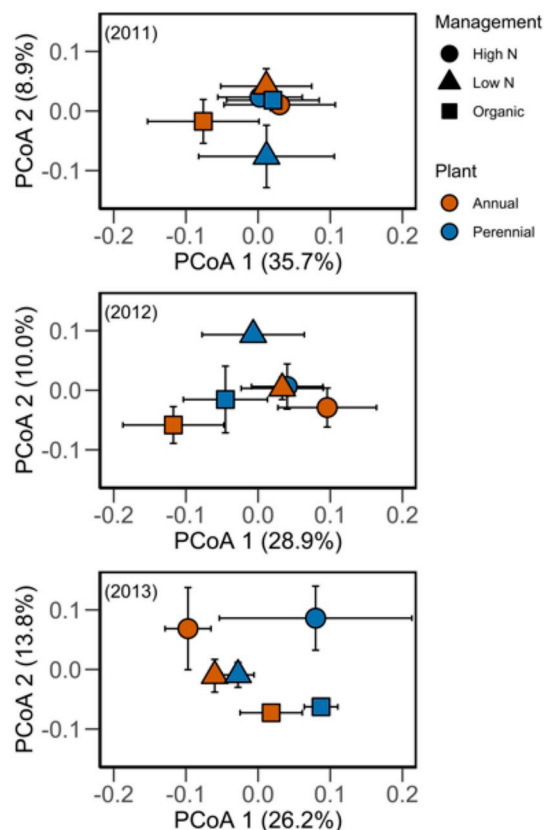 (2011)
PCoA 2 (8.9%)
0.1
0.0
-0.1
-0.2 -0.1 0.0 0.1 0.2
PCoA 1 (35.7%)
Management
High N
Low N
Organic
Plant
Annual
Perennial
(2012)
PCoA 2 (10.0%)
0.1
0.0
-0.1
-0.2 -0.1 0.0 0.1 0.2
PCoA 1 (28.9%)
(2013)
PCoA 2 (13.8%)
0.1
0.0
-0.1
-0.2 -0.1 0.0 0.1 0.2
PCoA 1 (26.2%)